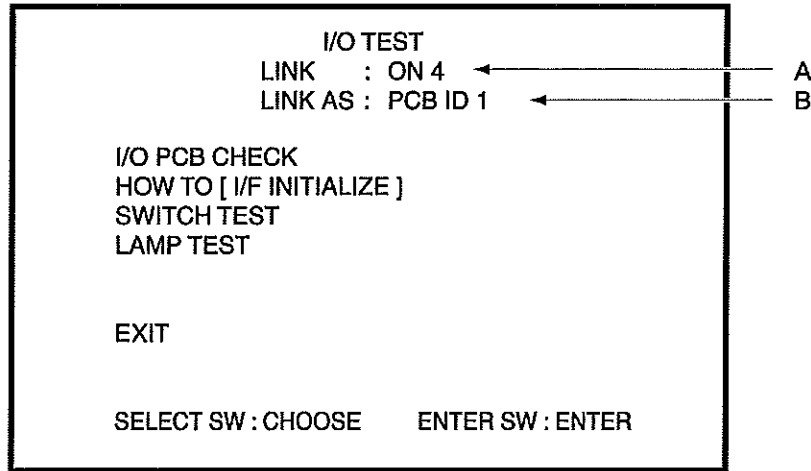 I/O TEST
LINK : ON 4 A
LINK AS : PCB ID 1 B
I/O PCB CHECK
HOW TO [ I/F INITIALIZE ]
SWITCH TEST
LAMP TEST
EXIT
SELECT SW : CHOOSE ENTER SW : ENTER